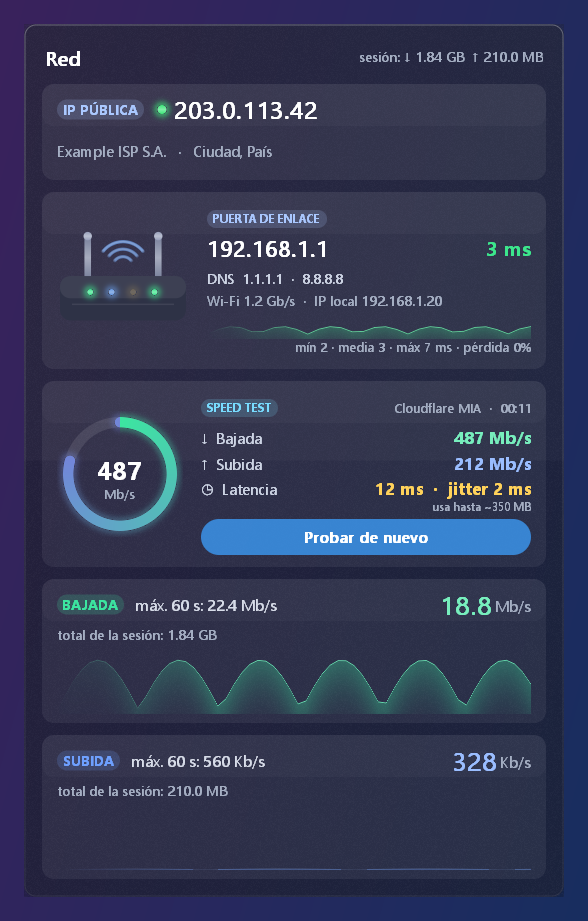 Red
sesión: ↓ 1.84 GB ↑ 210.0 MB
IP PÚBLICA 203.0.113.42
Example ISP S.A. · Ciudad, País
PUERTA DE ENLACE
192.168.1.1 3 ms
DNS 1.1.1.1 · 8.8.8.8
Wi-Fi 1.2 Gb/s · IP local 192.168.1.20
mín 2 · media 3 · máx 7 ms · pérdida 0%
SPEED TEST Cloudflare MIA · 00:11
487
Mb/s
↓ Bajada 487 Mb/s
↑ Subida 212 Mb/s
Latencia 12 ms · jitter 2 ms
usa hasta ~350 MB
Probar de nuevo
BAJADA máx. 60 s: 22.4 Mb/s 18.8 Mb/s
total de la sesión: 1.84 GB
SUBIDA máx. 60 s: 560 Kb/s 328 Kb/s
total de la sesión: 210.0 MB